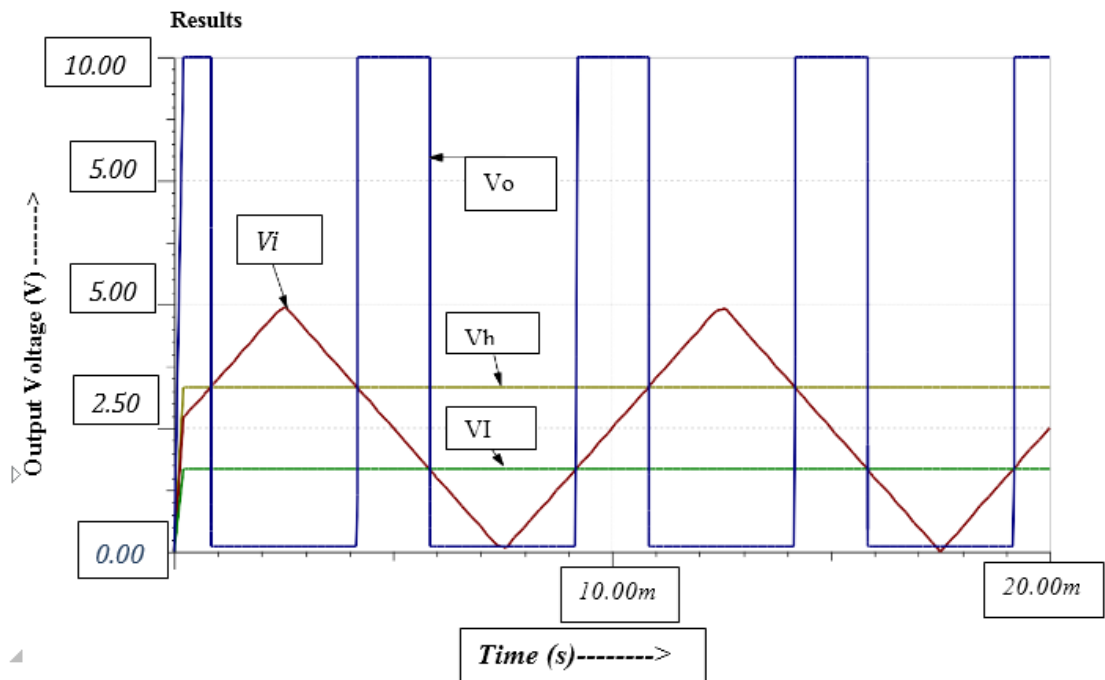 Results
10.00
5.00
Vo
Vi
5.00
Vh
2.50
VI
0.00
Output Voltage (V) ------->
10.00m
20.00m
Time (s)-------->